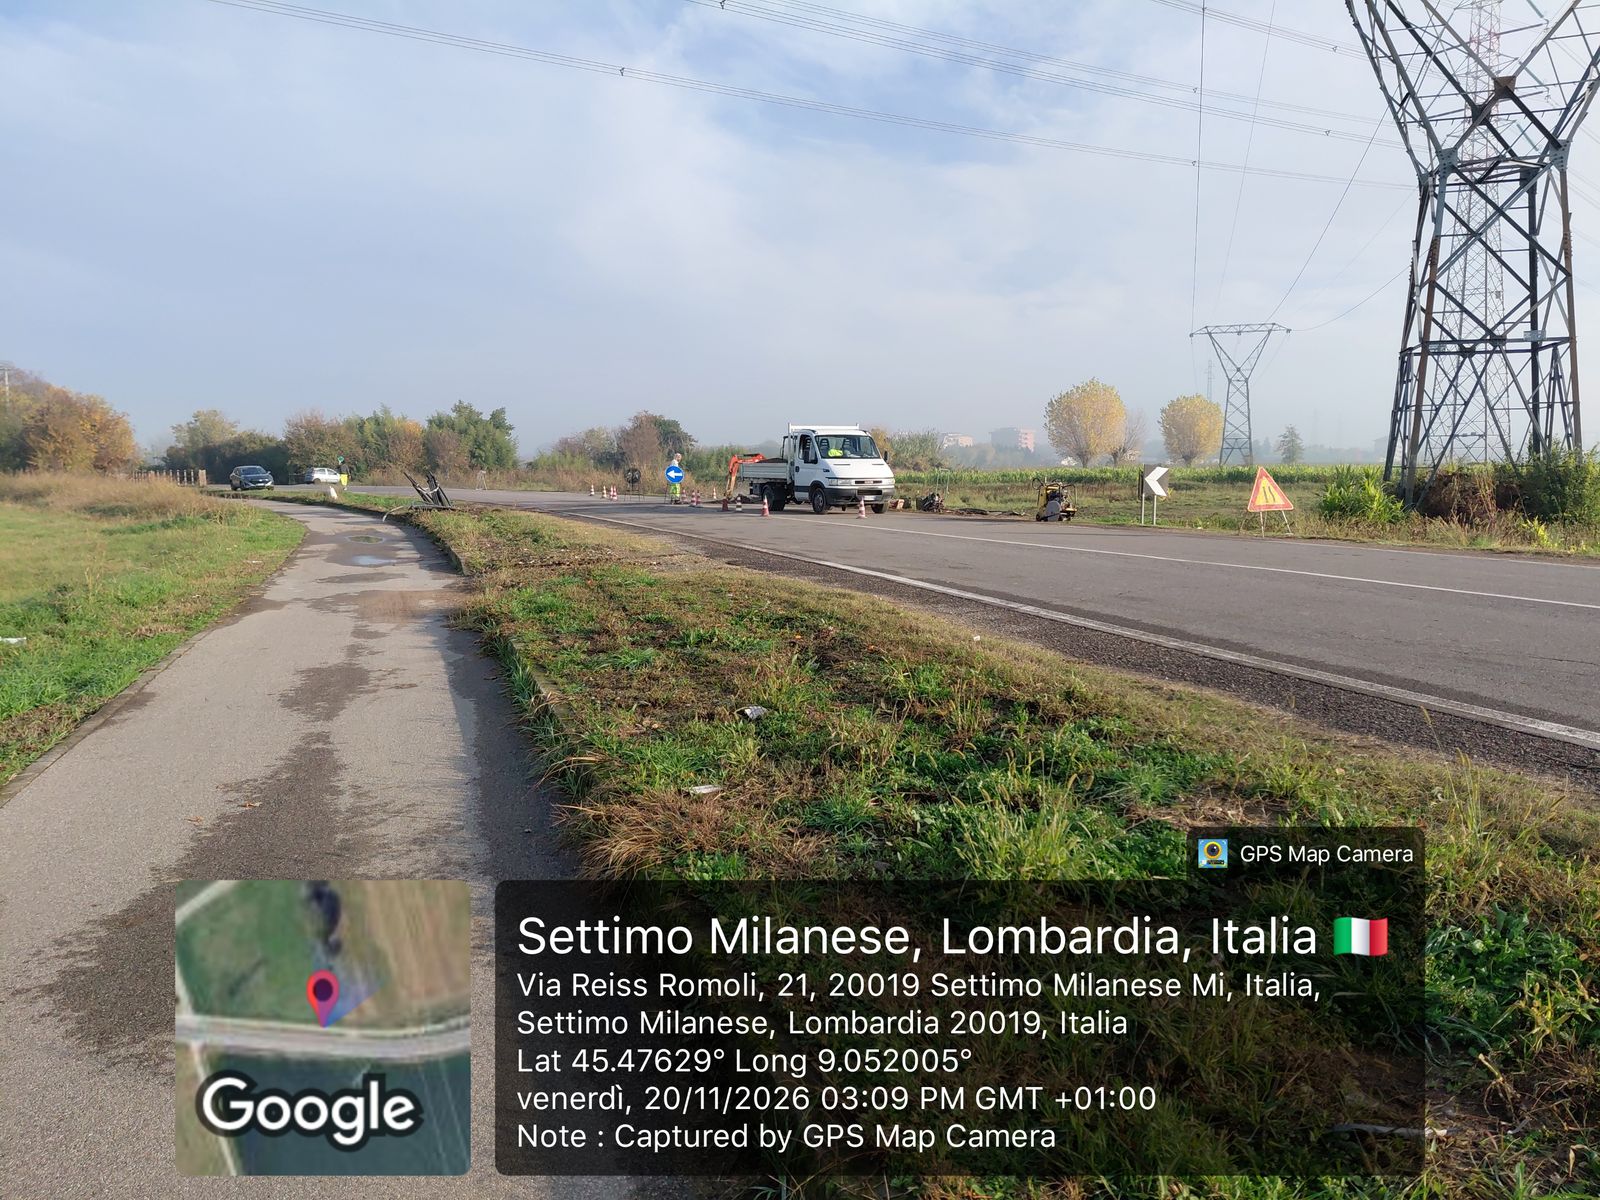 GPS Map Camera
Settimo Milanese, Lombardia, Italia 🇮🇹
Via Reiss Romoli, 21, 20019 Settimo Milanese Mi, Italia,
Settimo Milanese, Lombardia 20019, Italia
Lat 45.47629° Long 9.052005°
venerdì, 20/11/2026 03:09 PM GMT +01:00
Note : Captured by GPS Map Camera
Google